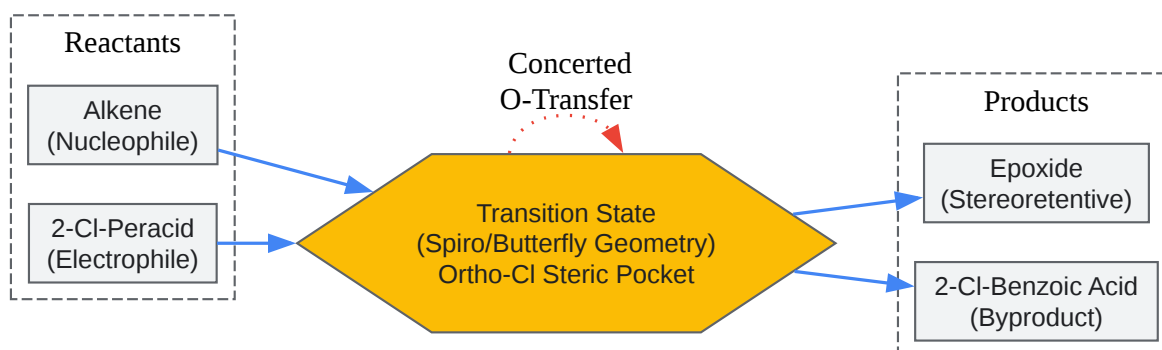 Reactants
Alkene
(Nucleophile)
2-Cl-Peracid
(Electrophile)
Concerted
O-Transfer
Transition State
(Spiro/Butterfly Geometry)
Ortho-Cl Steric Pocket
Products
Epoxide
(Stereoretentive)
2-Cl-Benzoic Acid
(Byproduct)